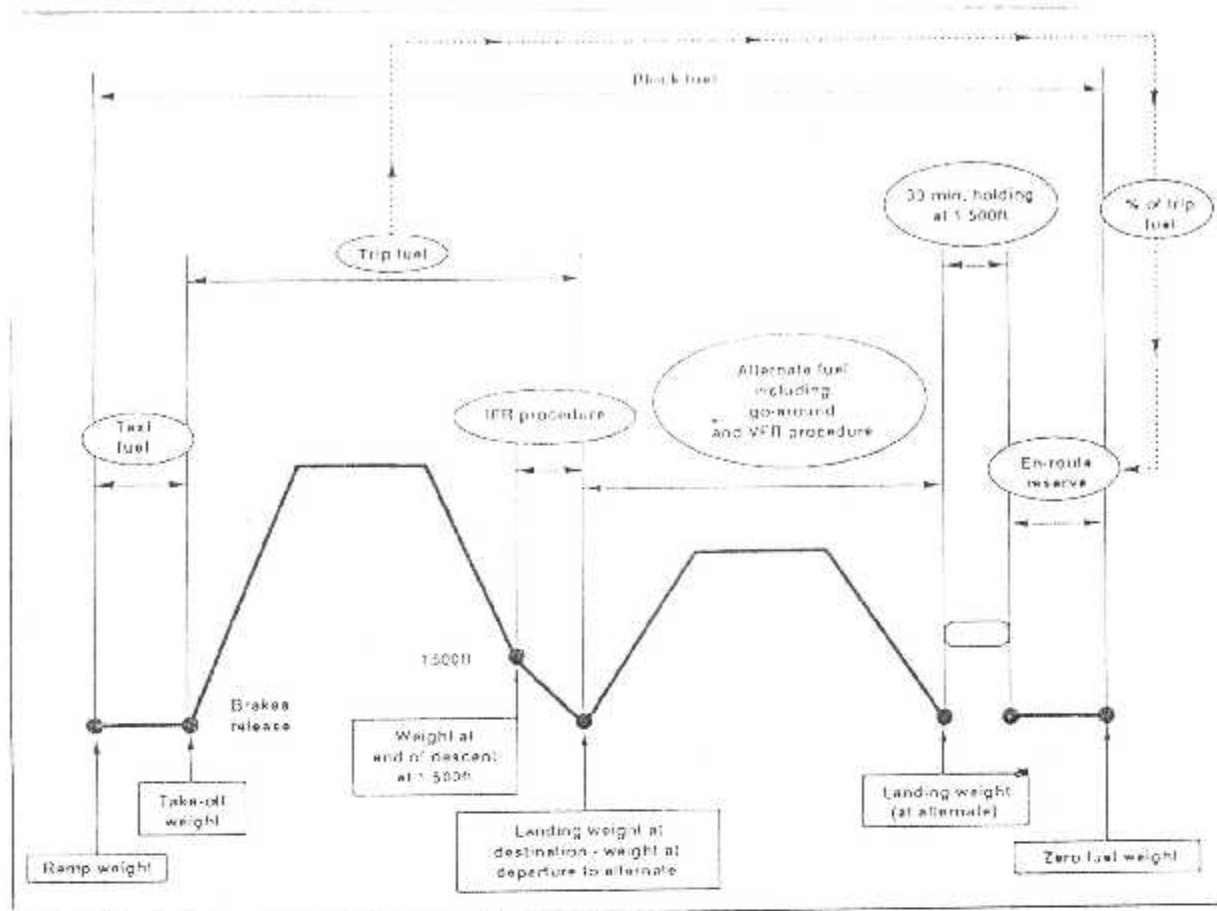 Block fuel
30 min. holding
at 1 500ft
% of trip
fuel
Trip fuel
Alternate fuel
including
go-around
and VFR procedure
IFR procedure
Taxi
fuel
En-route
reserve
1500ft
Brakes
release
Weight at
end of descent
at 1 500ft
Take-off
weight
Landing weight
(at alternate)
Landing weight at
destination - weight at
departure to alternate
Ramp weight
Zero fuel weight